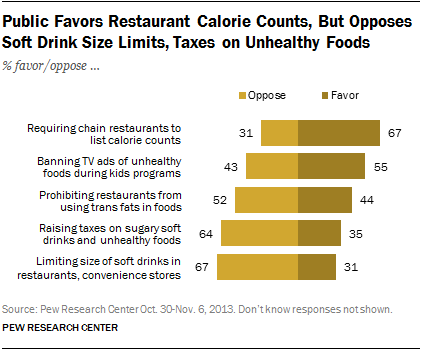 Public Favors Restaurant Calorie Counts, But Opposes
Soft Drink Size Limits, Taxes on Unhealthy Foods
% favor/oppose ...
Oppose Favor
Requiring chain restaurants to
list calorie counts
31 67
Banning TV ads of unhealthy
foods during kids programs
43 55
Prohibiting restaurants from
using trans fats in foods
52 44
Raising taxes on sugary soft
drinks and unhealthy foods
64 35
Limiting size of soft drinks in
restaurants, convenience stores
67 31
Source: Pew Research Center Oct. 30-Nov. 6, 2013. Don't know responses not shown.
PEW RESEARCH CENTER